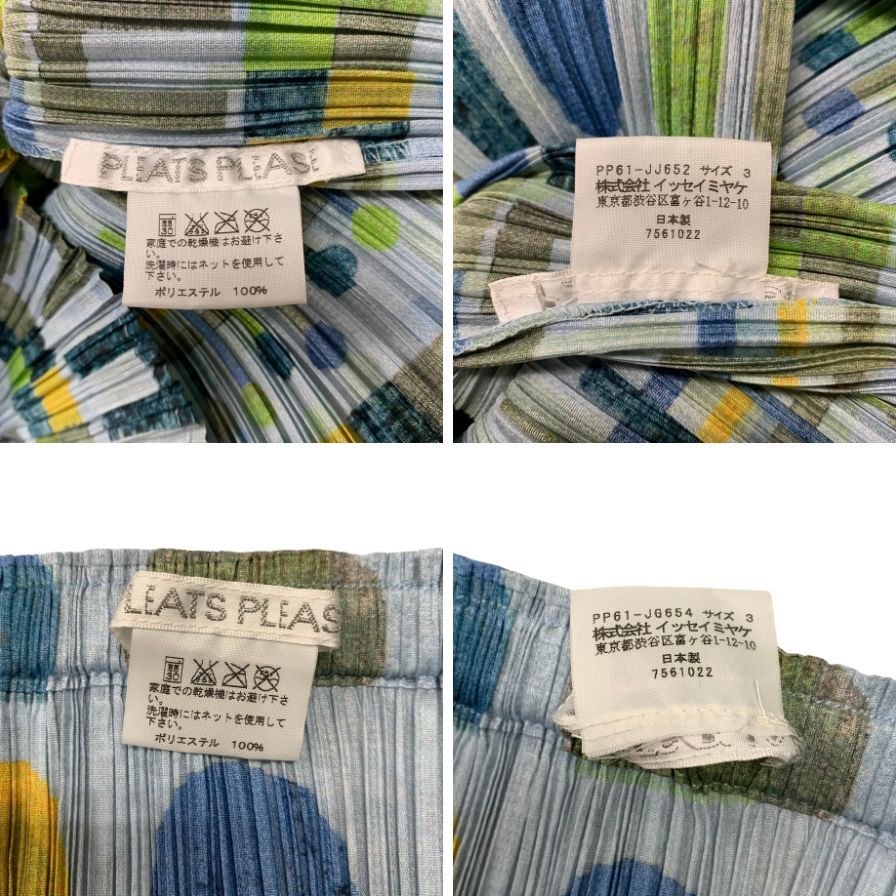 PLEATS PLEASE
家庭での乾燥機はお避け下さ
い。
洗濯時にはネットを使用して
下さい。
ポリエステル 100%
PP61-JJ652 サイズ 3
株式会社 イッセイミヤケ
東京都渋谷区富ヶ谷1-12-10
日本製
7561022
LEATS PLEAS
家庭での乾燥機はお避け下さ
い。
洗濯時にはネットを使用して
下さい。
ポリエステル 100%
PP61-JG654 サイズ 3
株式会社 イッセイミヤケ
東京都渋谷区富ヶ谷1-12-10
日本製
7561022